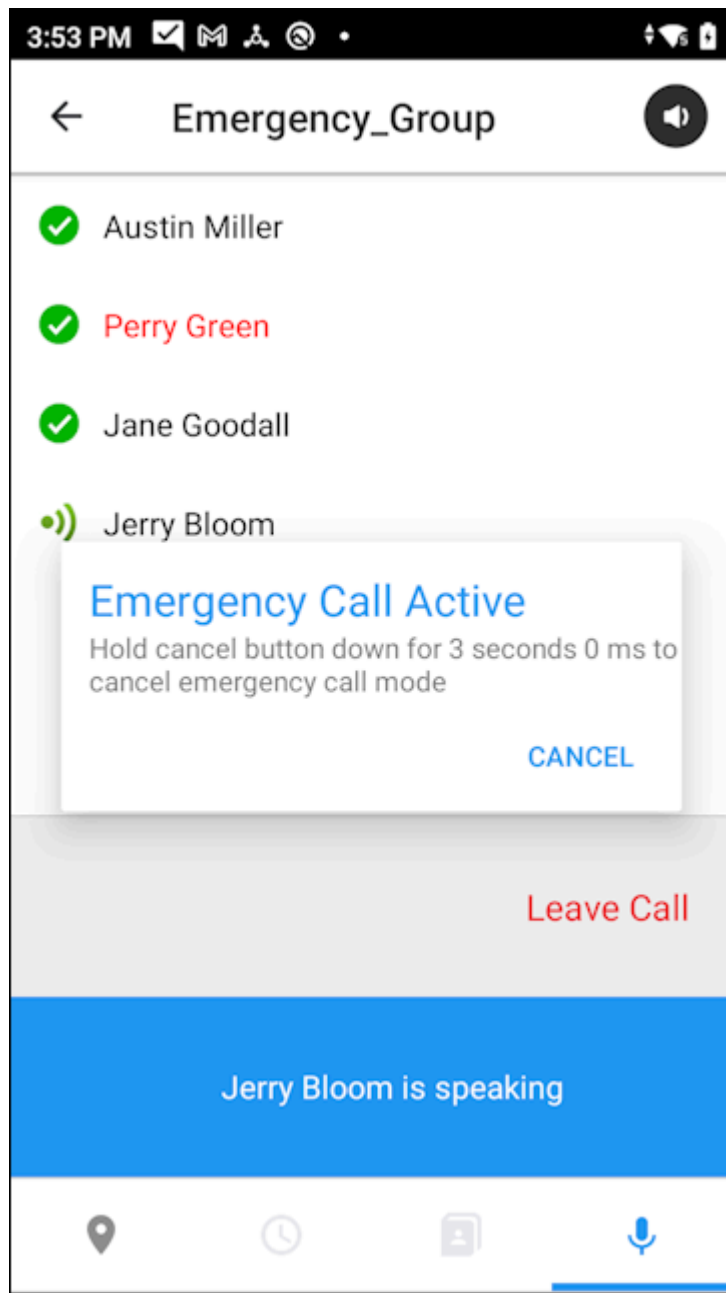 3:53 PM
Emergency_Group
Austin Miller
Perry Green
Jane Goodall
Jerry Bloom
Emergency Call Active
Hold cancel button down for 3 seconds 0 ms to
cancel emergency call mode
CANCEL
Leave Call
Jerry Bloom is speaking